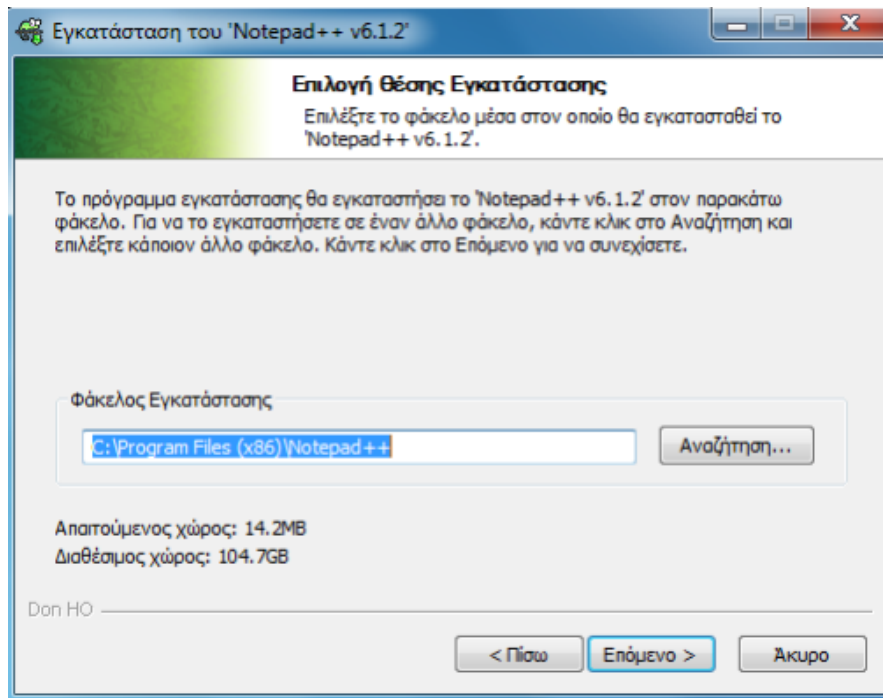 Εγκατάσταση του 'Notepad++ v6.1.2'
Επιλογή Θέσης Εγκατάστασης
Επιλέξτε το φάκελο μέσα στον οποίο θα εγκατασταθεί το
'Notepad++ v6.1.2'.
Το πρόγραμμα εγκατάστασης θα εγκαταστήσει το 'Notepad++ v6.1.2' στον παρακάτω
φάκελο. Για να το εγκαταστήσετε σε έναν άλλο φάκελο, κάντε κλικ στο Αναζήτηση και
επιλέξτε κάποιον άλλο φάκελο. Κάντε κλικ στο Επόμενο για να συνεχίσετε.
Φάκελος Εγκατάστασης
C:\Program Files (x86)\Notepad++
Αναζήτηση...
Απαιτούμενος χώρος: 14.2MB
Διαθέσιμος χώρος: 104.7GB
Don HO
< Πίσω Επόμενο > Άκυρο